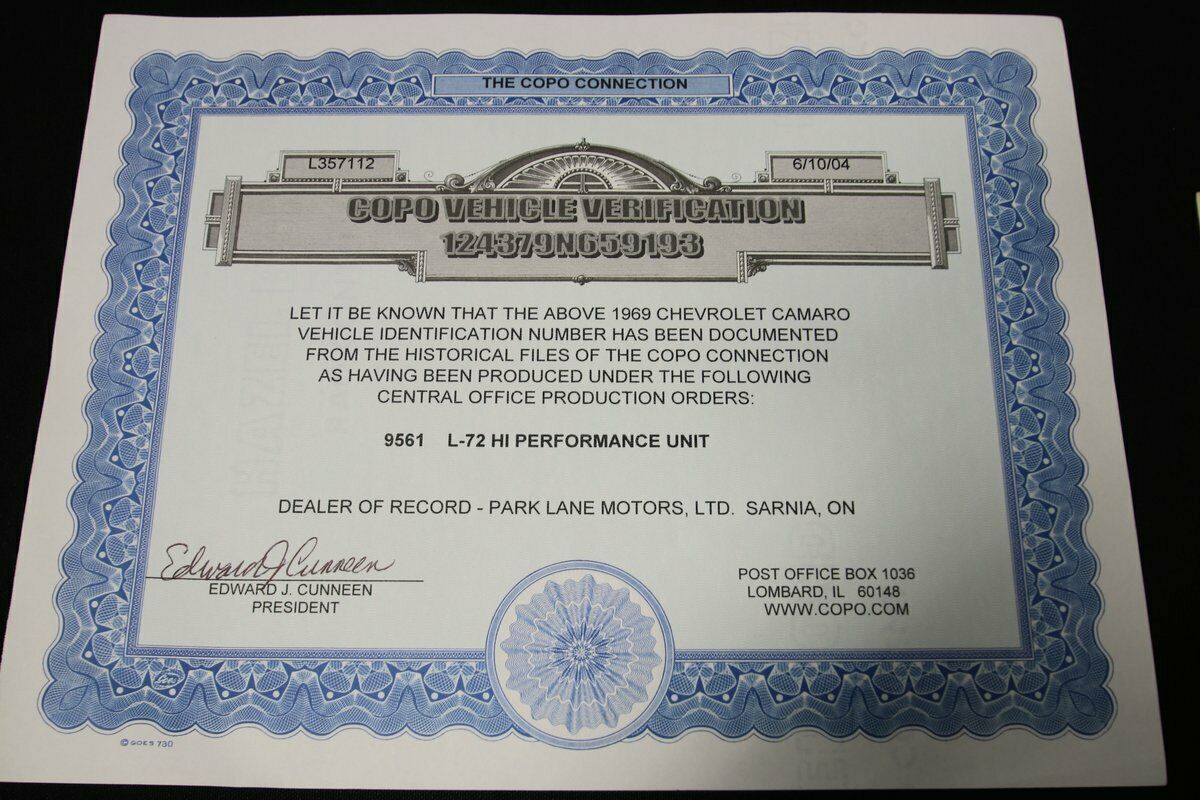 THE COPO CONNECTION
L357112
6/10/04
COPO VEHICLE VERIFICATION
124379N659193
LET IT BE KNOWN THAT THE ABOVE 1969 CHEVROLET CAMARO
VEHICLE IDENTIFICATION NUMBER HAS BEEN DOCUMENTED
FROM THE HISTORICAL FILES OF THE COPO CONNECTION
AS HAVING BEEN PRODUCED UNDER THE FOLLOWING
CENTRAL OFFICE PRODUCTION ORDERS:
9561 L-72 HI PERFORMANCE UNIT
DEALER OF RECORD - PARK LANE MOTORS, LTD. SARNIA, ON
Edward J Cunneen
EDWARD J. CUNNEEN
PRESIDENT
POST OFFICE BOX 1036
LOMBARD, IL 60148
WWW.COPO.COM
© GOES 730